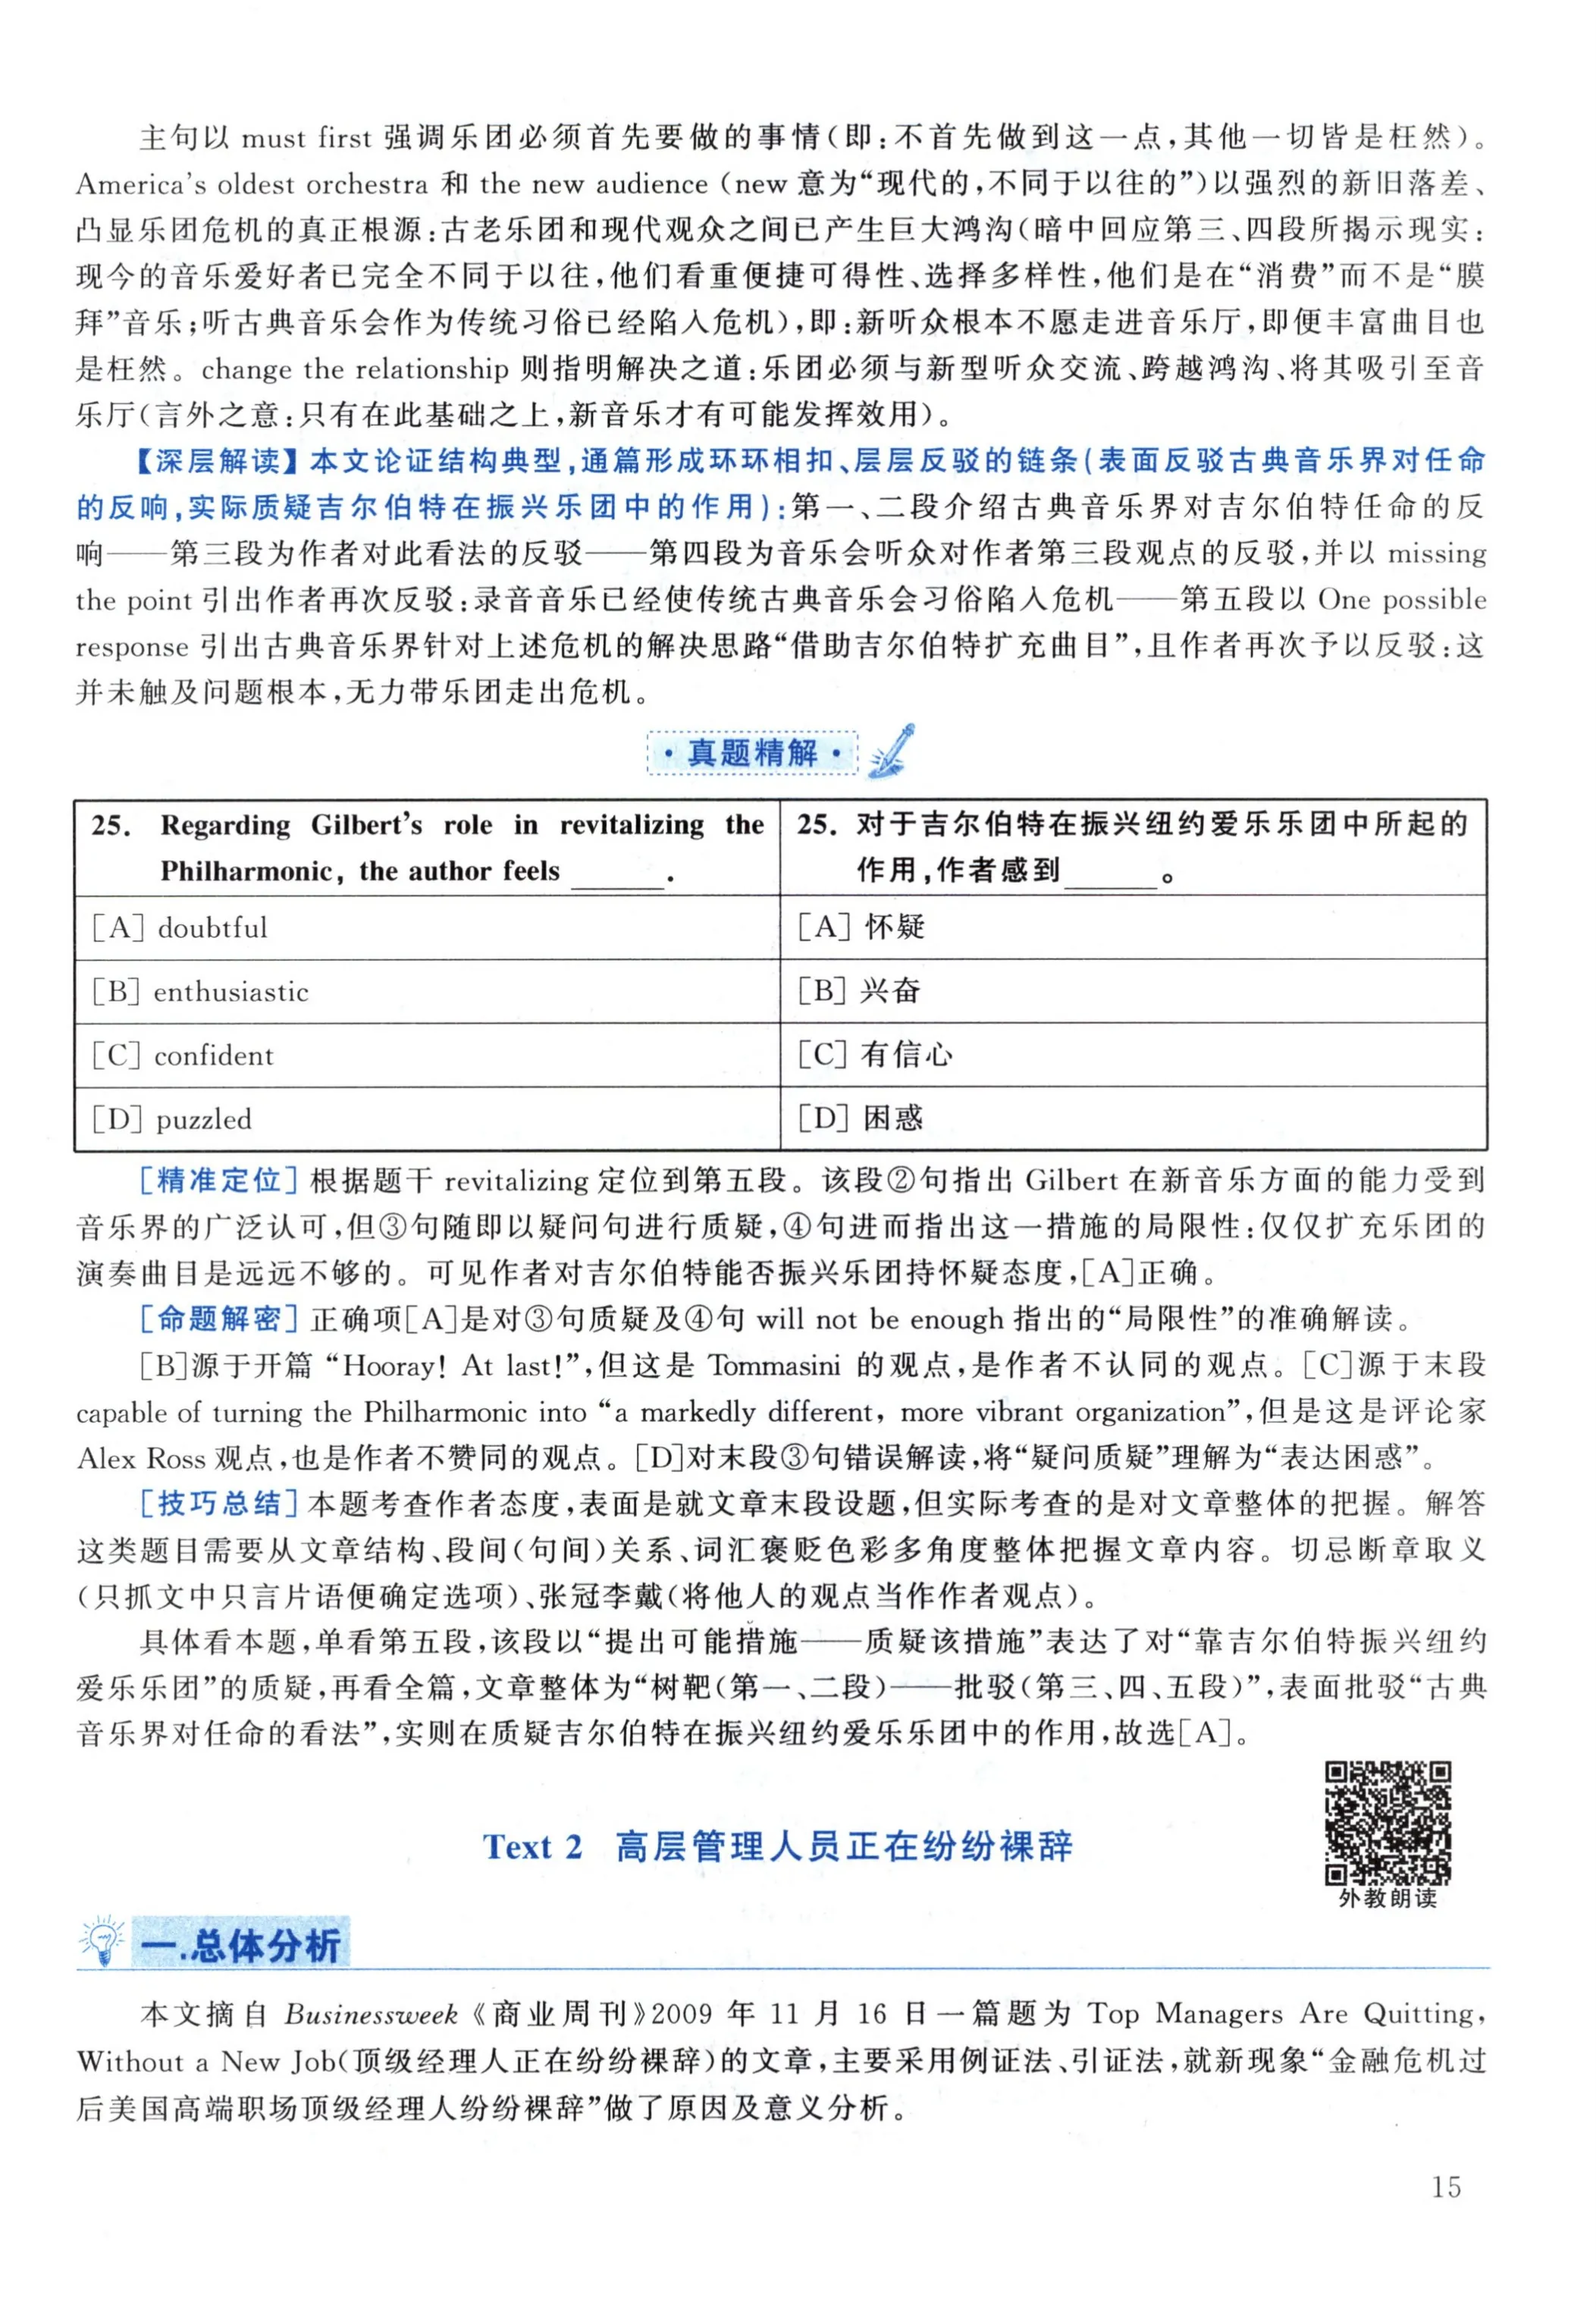 主句以 must first 强调乐团必须首先要做的事情(即:不首先做到这一点,其他一切皆是枉然)。
America's oldest orchestra 和 the new audience (new 意为“现代的,不同于以往的”)以强烈的新旧落差、
凸显乐团危机的真正根源:古老乐团和现代观众之间已产生巨大鸿沟(暗中回应第三、四段所揭示现实:
现今的音乐爱好者已完全不同于以往,他们看重便捷可得性、选择多样性,他们是在“消费”而不是“膜
拜”音乐;听古典音乐会作为传统习俗已经陷入危机),即:新听众根本不愿走进音乐厅,即便丰富曲目也
是枉然。change the relationship 则指明解决之道:乐团必须与新型听众交流、跨越鸿沟、将其吸引至音
乐厅(言外之意:只有在此基础之上,新音乐才有可能发挥效用)。
【深层解读】本文论证结构典型,通篇形成环环相扣、层层反驳的链条(表面反驳古典音乐界对任命
的反响,实际质疑吉尔伯特在振兴乐团中的作用):第一、二段介绍古典音乐界对吉尔伯特任命的反
响——第三段为作者对此看法的反驳——第四段为音乐会听众对作者第三段观点的反驳,并以 missing
the point 引出作者再次反驳:录音音乐已经使传统古典音乐会习俗陷入危机——第五段以 One possible
response 引出古典音乐界针对上述危机的解决思路“借助吉尔伯特扩充曲目”,且作者再次予以反驳:这
并未触及问题根本,无力带乐团走出危机。
·真题精解·
25. Regarding Gilbert's role in revitalizing the
Philharmonic, the author feels ______.
25. 对于吉尔伯特在振兴纽约爱乐乐团中所起的
作用,作者感到______。
[A] doubtful
[A] 怀疑
[B] enthusiastic
[B] 兴奋
[C] confident
[C] 有信心
[D] puzzled
[D] 困惑
[精准定位] 根据题干 revitalizing 定位到第五段。该段②句指出 Gilbert 在新音乐方面的能力受到
音乐界的广泛认可,但③句随即以疑问句进行质疑,④句进而指出这一措施的局限性:仅仅扩充乐团的
演奏曲目是远远不够的。可见作者对吉尔伯特能否振兴乐团持怀疑态度,[A]正确。
[命题解密] 正确项[A]是对③句质疑及④句 will not be enough 指出的“局限性”的准确解读。
[B]源于开篇 “Hooray! At last!”,但这是 Tommasini 的观点,是作者不认同的观点。[C]源于末段
capable of turning the Philharmonic into “a markedly different, more vibrant organization”,但是这是评论家
Alex Ross 观点,也是作者不赞同的观点。[D]对末段③句错误解读,将“疑问质疑”理解为“表达困惑”。
[技巧总结] 本题考查作者态度,表面是就文章末段设题,但实际考查的是对文章整体的把握。解答
这类题目需要从文章结构、段间(句间)关系、词汇褒贬色彩多角度整体把握文章内容。切忌断章取义
(只抓文中只言片语便确定选项)、张冠李戴(将他人的观点当作作者观点)。
具体看本题,单看第五段,该段以“提出可能措施——质疑该措施”表达了对“靠吉尔伯特振兴纽约
爱乐乐团”的质疑,再看全篇,文章整体为“树靶(第一、二段)——批驳(第三、四、五段)”,表面批驳“古典
音乐界对任命的看法”,实则在质疑吉尔伯特在振兴纽约爱乐乐团中的作用,故选[A]。
Text 2 高层管理人员正在纷纷裸辞
外教朗读
一.总体分析
本文摘自 Businessweek《商业周刊》2009 年 11 月 16 日一篇题为 Top Managers Are Quitting,
Without a New Job(顶级经理人正在纷纷裸辞)的文章,主要采用例证法、引证法,就新现象“金融危机过
后美国高端职场顶级经理人纷纷裸辞”做了原因及意义分析。
15